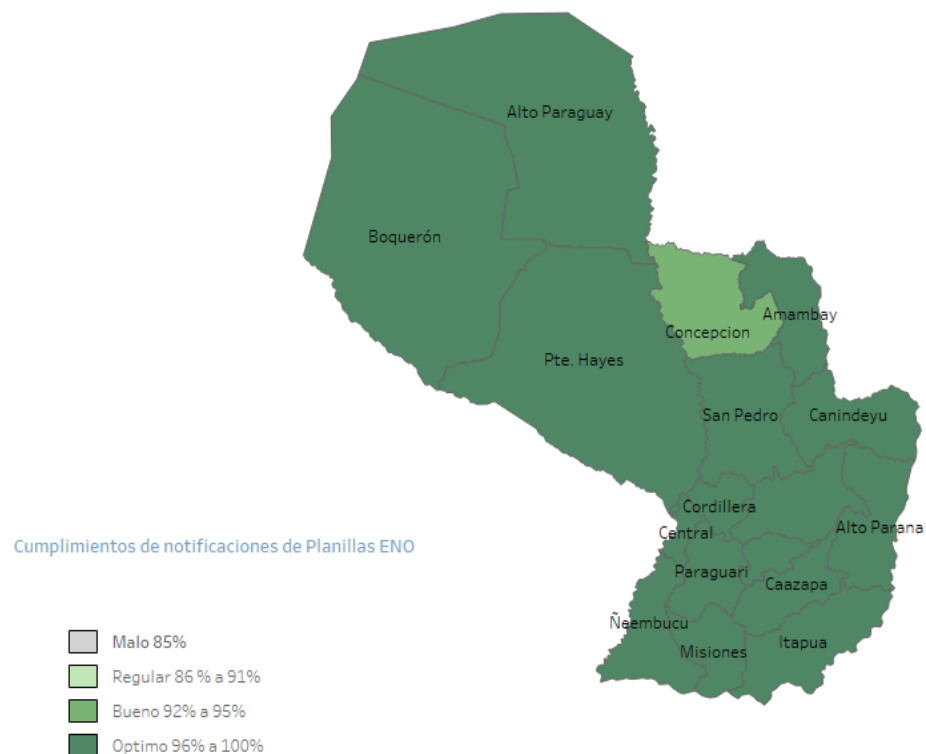 Alto Paraguay
Boquerón
Amambay
Concepcion
Pte. Hayes
San Pedro
Canindeyu
Cordillera
Alto Parana
Central
Cumplimientos de notificaciones de Planillas ENO
Paraguari
Caazapa
Ñeembucu
Misiones
Itapua
Malo 85%
Regular 86 % a 91%
Bueno 92% a 95%
Optimo 96% a 100%